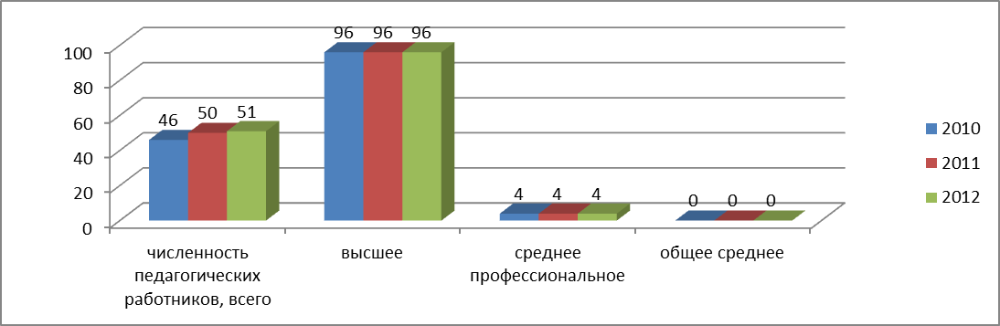 96 96 96
100
80
46 50 51
60
40
4 4 4
20
0 0 0
0
2010
2011
2012
численность
педагогических
работников, всего
высшее
среднее
профессиональное
общее среднее